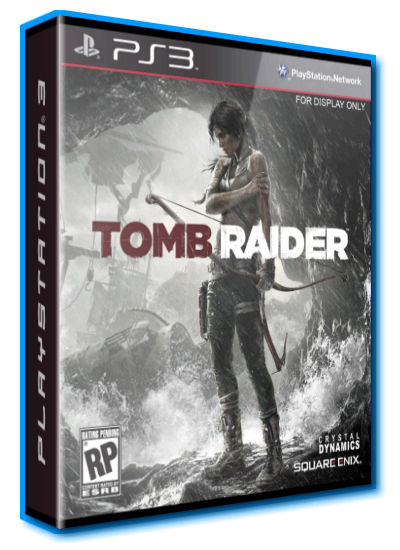 PS3
PlayStation®Network
FOR DISPLAY ONLY
PLAYSTATION®3
TOMB RAIDER
RATING PENDING
RP
CONTENT RATED BY
ESRB
CRYSTAL
DYNAMICS
SQUARE ENIX.